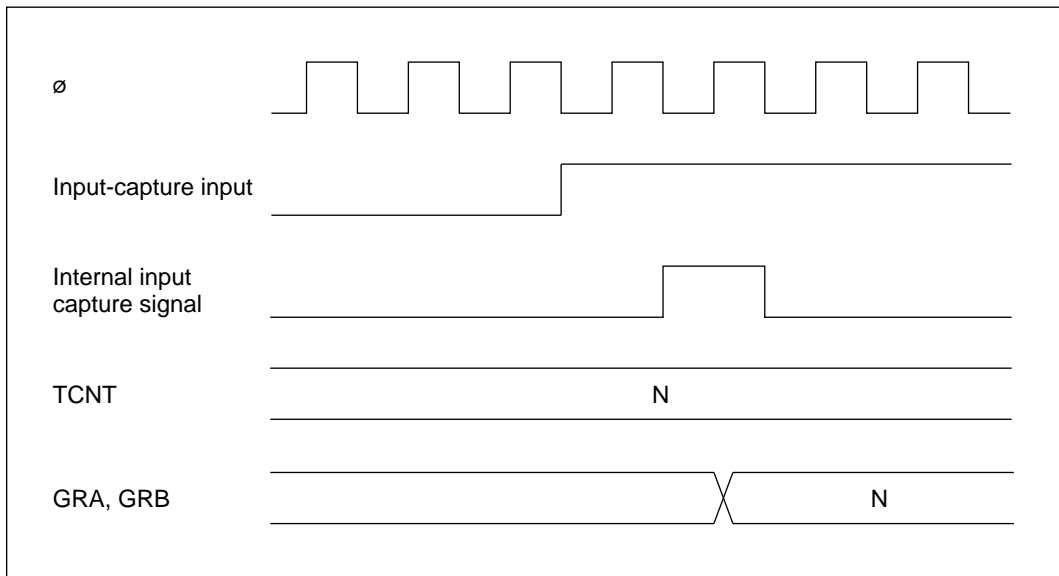 ø
Input-capture input
Internal input
capture signal
TCNT
N
GRA, GRB
N